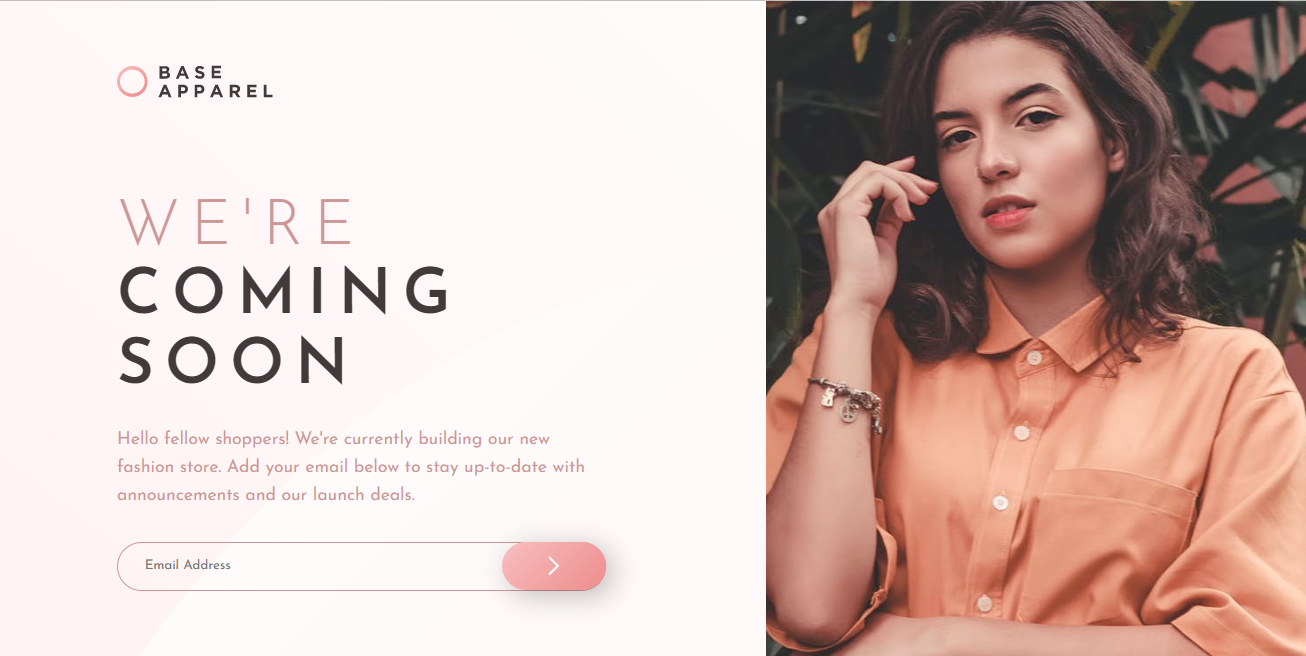 BASE
APPAREL
WE'RE
COMING
SOON
Hello fellow shoppers! We're currently building our new
fashion store. Add your email below to stay up-to-date with
announcements and our launch deals.
Email Address